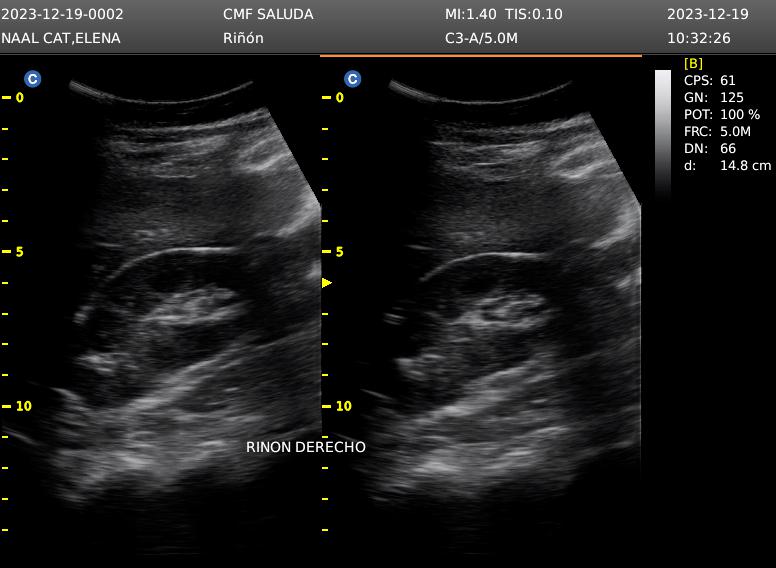 2023-12-19-0002 CMF SALUDA MI:1.40 TIS:0.10 2023-12-19
NAAL CAT,ELENA Riñón C3-A/5.0M 10:32:26
C C
[B]
CPS: 61
GN: 125
POT: 100 %
FRC: 5.0M
DN: 66
d: 14.8 cm
0 0
5 5
10 10
RINON DERECHO